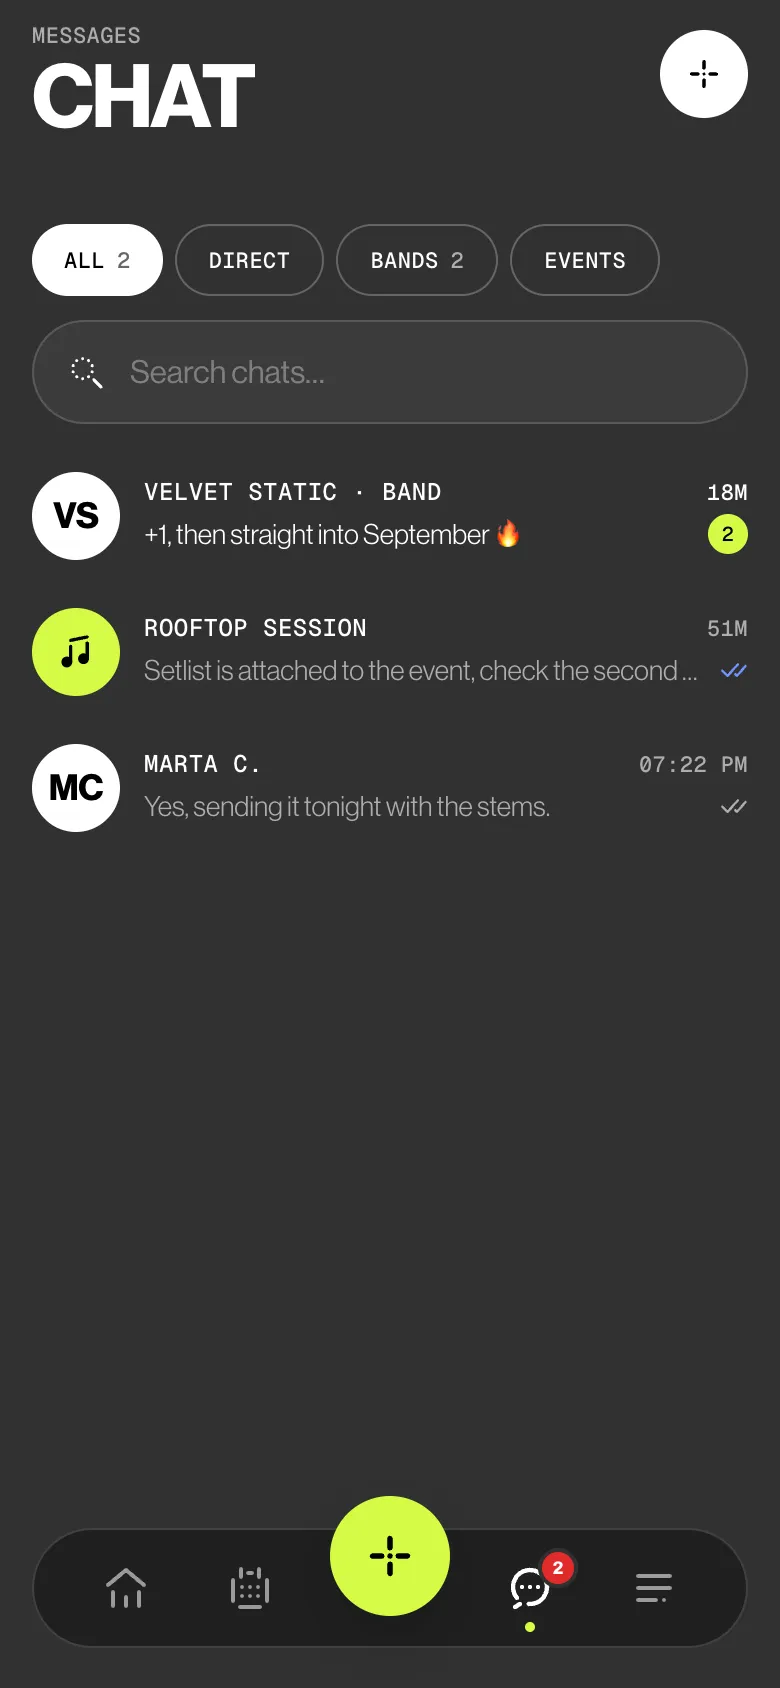 MESSAGES
CHAT
ALL 2
DIRECT
BANDS 2
EVENTS
Search chats...
VS
VELVET STATIC · BAND
18M
+1, then straight into September 🔥
2
ROOFTOP SESSION
51M
Setlist is attached to the event, check the second ...
MC
MARTA C.
07:22 PM
Yes, sending it tonight with the stems.
2